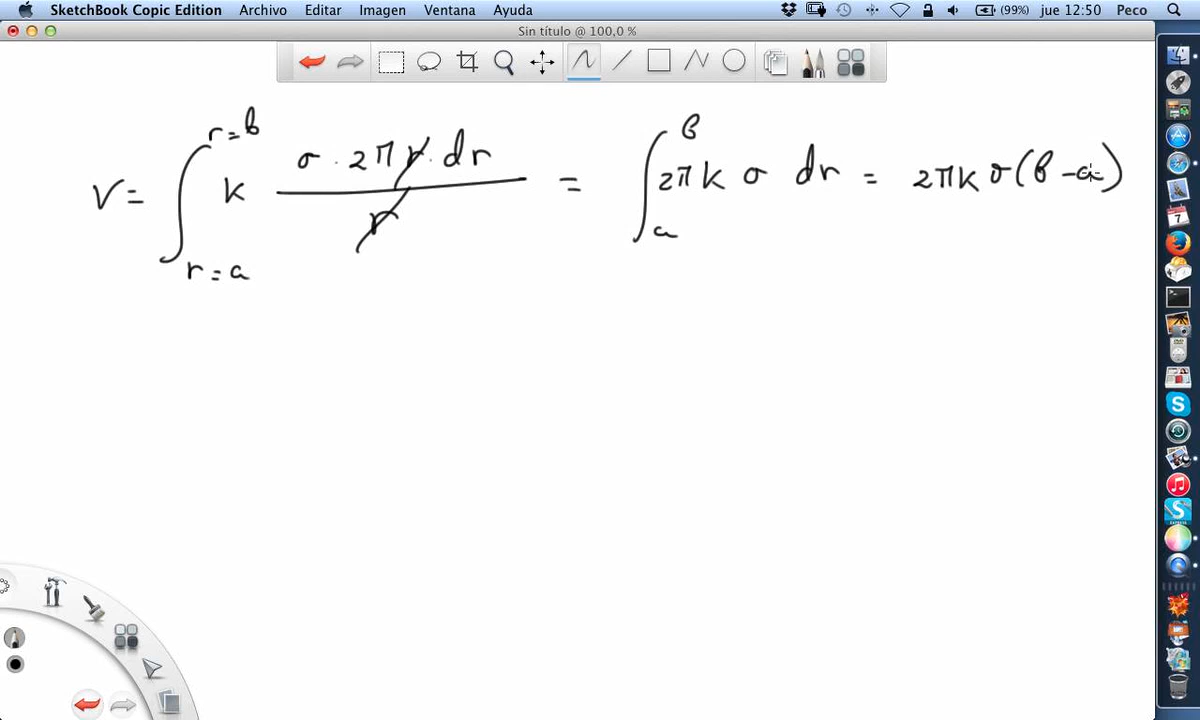 SketchBook Copic Edition Archivo Editar Imagen Ventana Ayuda (99%) jue 12:50 Peco
Sin título @ 100,0 %
V = ∫_{r=a}^{r=b} k (σ · 2π r · dr) / r = ∫_a^b 2π k σ dr = 2π k σ (b - a)